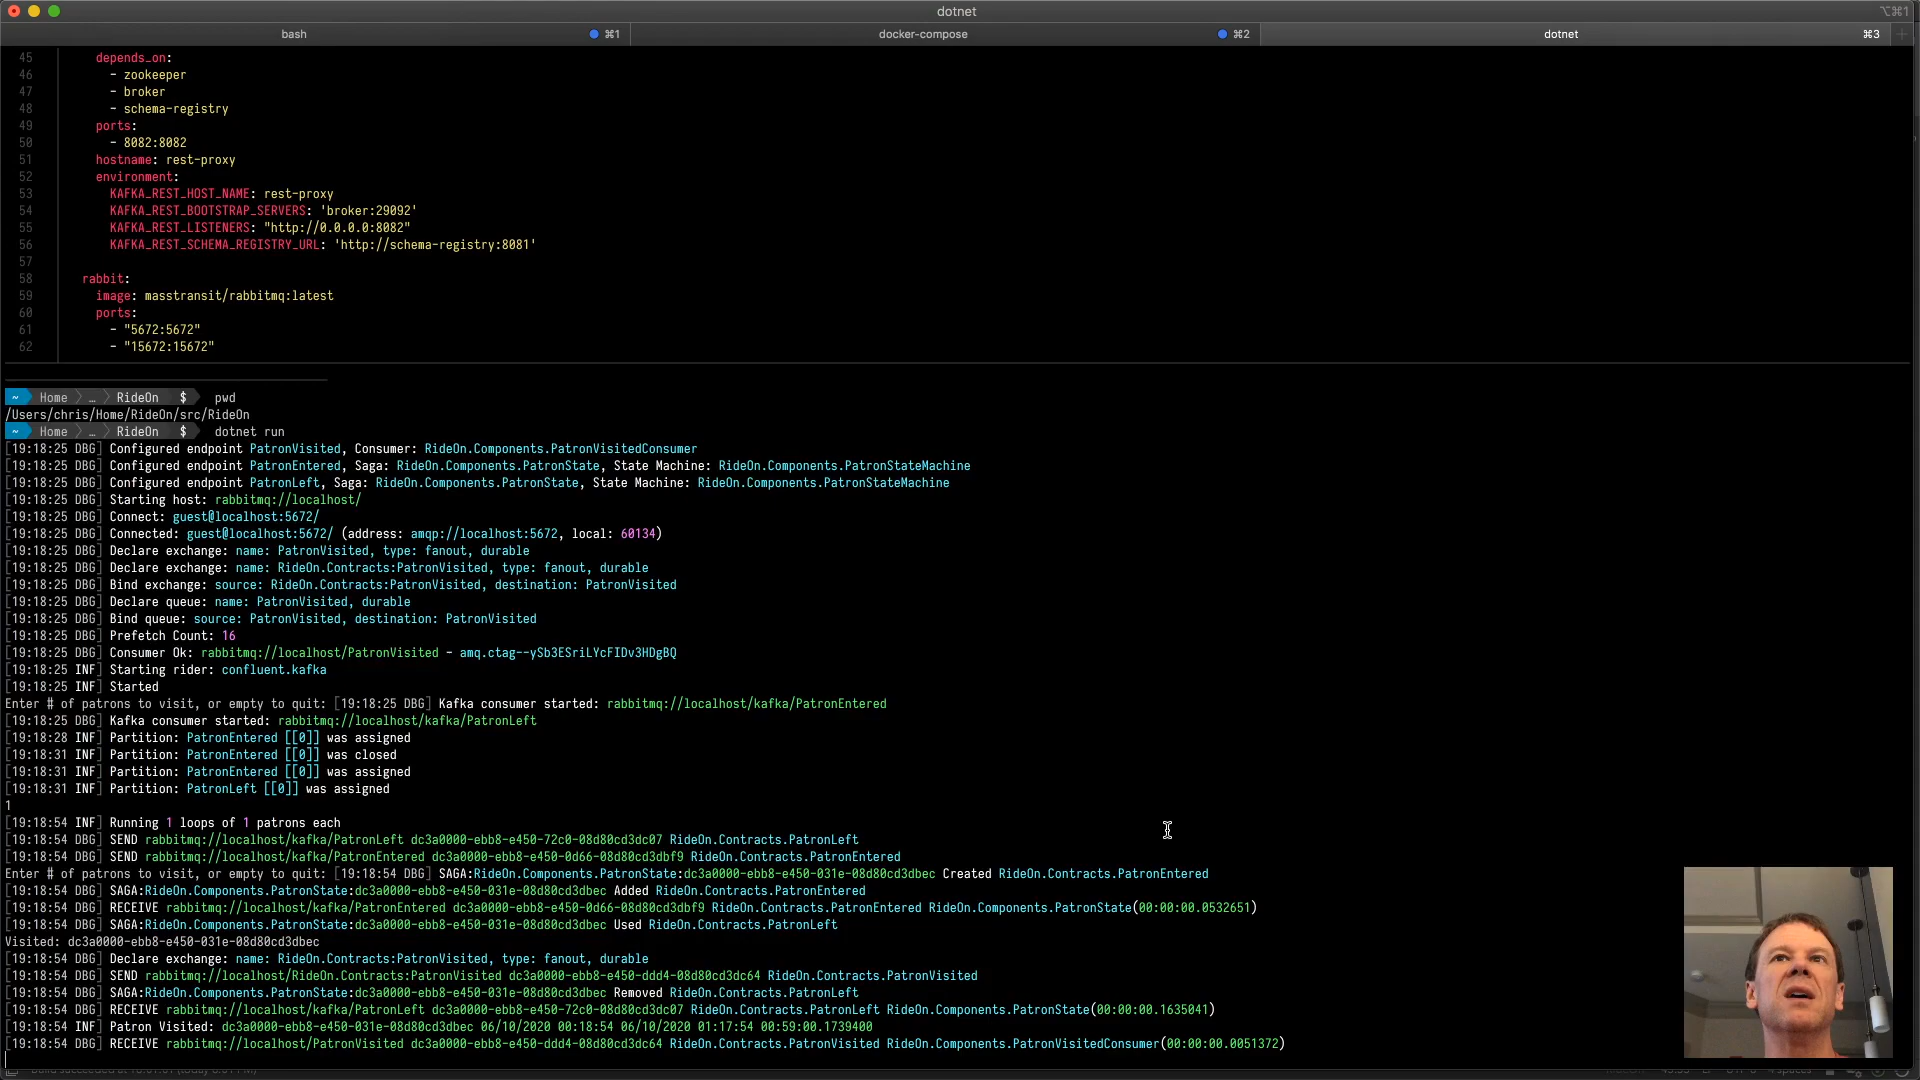 dotnet
⌥⌘1
bash ⌘1 docker-compose ⌘2 dotnet ⌘3
45 depends_on:
46 - zookeeper
47 - broker
48 - schema-registry
49 ports:
50 - 8082:8082
51 hostname: rest-proxy
52 environment:
53 KAFKA_REST_HOST_NAME: rest-proxy
54 KAFKA_REST_BOOTSTRAP_SERVERS: 'broker:29092'
55 KAFKA_REST_LISTENERS: "http://0.0.0.0:8082"
56 KAFKA_REST_SCHEMA_REGISTRY_URL: 'http://schema-registry:8081'
57
58 rabbit:
59 image: masstransit/rabbitmq:latest
60 ports:
61 - "5672:5672"
62 - "15672:15672"
~ Home … RideOn $ pwd
/Users/chris/Home/RideOn/src/RideOn
~ Home … RideOn $ dotnet run
[19:18:25 DBG] Configured endpoint PatronVisited, Consumer: RideOn.Components.PatronVisitedConsumer
[19:18:25 DBG] Configured endpoint PatronEntered, Saga: RideOn.Components.PatronState, State Machine: RideOn.Components.PatronStateMachine
[19:18:25 DBG] Configured endpoint PatronLeft, Saga: RideOn.Components.PatronState, State Machine: RideOn.Components.PatronStateMachine
[19:18:25 DBG] Starting host: rabbitmq://localhost/
[19:18:25 DBG] Connect: guest@localhost:5672/
[19:18:25 DBG] Connected: guest@localhost:5672/ (address: amqp://localhost:5672, local: 60134)
[19:18:25 DBG] Declare exchange: name: PatronVisited, type: fanout, durable
[19:18:25 DBG] Declare exchange: name: RideOn.Contracts:PatronVisited, type: fanout, durable
[19:18:25 DBG] Bind exchange: source: RideOn.Contracts:PatronVisited, destination: PatronVisited
[19:18:25 DBG] Declare queue: name: PatronVisited, durable
[19:18:25 DBG] Bind queue: source: PatronVisited, destination: PatronVisited
[19:18:25 DBG] Prefetch Count: 16
[19:18:25 DBG] Consumer Ok: rabbitmq://localhost/PatronVisited - amq.ctag--ySb3ESriLYcFIDv3HDgBQ
[19:18:25 INF] Starting rider: confluent.kafka
[19:18:25 INF] Started
Enter # of patrons to visit, or empty to quit: [19:18:25 DBG] Kafka consumer started: rabbitmq://localhost/kafka/PatronEntered
[19:18:25 DBG] Kafka consumer started: rabbitmq://localhost/kafka/PatronLeft
[19:18:28 INF] Partition: PatronEntered [[0]] was assigned
[19:18:31 INF] Partition: PatronEntered [[0]] was closed
[19:18:31 INF] Partition: PatronEntered [[0]] was assigned
[19:18:31 INF] Partition: PatronLeft [[0]] was assigned
1
[19:18:54 INF] Running 1 loops of 1 patrons each
[19:18:54 DBG] SEND rabbitmq://localhost/kafka/PatronLeft dc3a0000-ebb8-e450-72c0-08d80cd3dc07 RideOn.Contracts.PatronLeft
[19:18:54 DBG] SEND rabbitmq://localhost/kafka/PatronEntered dc3a0000-ebb8-e450-0d66-08d80cd3dbf9 RideOn.Contracts.PatronEntered
Enter # of patrons to visit, or empty to quit: [19:18:54 DBG] SAGA:RideOn.Components.PatronState:dc3a0000-ebb8-e450-031e-08d80cd3dbec Created RideOn.Contracts.PatronEntered
[19:18:54 DBG] SAGA:RideOn.Components.PatronState:dc3a0000-ebb8-e450-031e-08d80cd3dbec Added RideOn.Contracts.PatronEntered
[19:18:54 DBG] RECEIVE rabbitmq://localhost/kafka/PatronEntered dc3a0000-ebb8-e450-0d66-08d80cd3dbf9 RideOn.Contracts.PatronEntered RideOn.Components.PatronState(00:00:00.0532651)
[19:18:54 DBG] SAGA:RideOn.Components.PatronState:dc3a0000-ebb8-e450-031e-08d80cd3dbec Used RideOn.Contracts.PatronLeft
Visited: dc3a0000-ebb8-e450-031e-08d80cd3dbec
[19:18:54 DBG] Declare exchange: name: RideOn.Contracts:PatronVisited, type: fanout, durable
[19:18:54 DBG] SEND rabbitmq://localhost/RideOn.Contracts:PatronVisited dc3a0000-ebb8-e450-ddd4-08d80cd3dc64 RideOn.Contracts.PatronVisited
[19:18:54 DBG] SAGA:RideOn.Components.PatronState:dc3a0000-ebb8-e450-031e-08d80cd3dbec Removed RideOn.Contracts.PatronLeft
[19:18:54 DBG] RECEIVE rabbitmq://localhost/kafka/PatronLeft dc3a0000-ebb8-e450-72c0-08d80cd3dc07 RideOn.Contracts.PatronLeft RideOn.Components.PatronState(00:00:00.1635041)
[19:18:54 INF] Patron Visited: dc3a0000-ebb8-e450-031e-08d80cd3dbec 06/10/2020 00:18:54 06/10/2020 01:17:54 00:59:00.1739400
[19:18:54 DBG] RECEIVE rabbitmq://localhost/PatronVisited dc3a0000-ebb8-e450-ddd4-08d80cd3dc64 RideOn.Contracts.PatronVisited RideOn.Components.PatronVisitedConsumer(00:00:00.0051372)